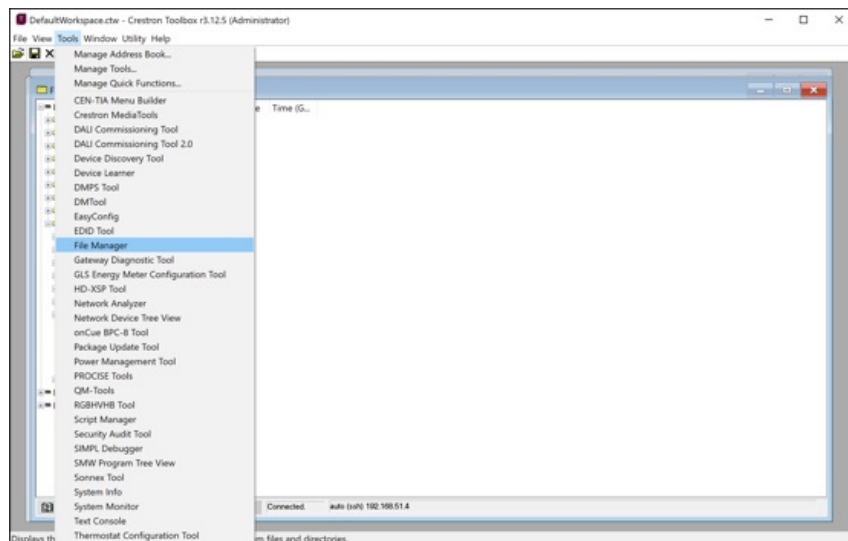 DefaultWorkspace.ctw - Crestron Toolbox r3.12.5 (Administrator)
File View Tools Window Utility Help
Manage Address Book...
Manage Tools...
Manage Quick Functions...
CEN-TIA Menu Builder
e Time (G...
Crestron MediaTools
DALI Commissioning Tool
DALI Commissioning Tool 2.0
Device Discovery Tool
Device Learner
DMPS Tool
DMTool
EasyConfig
EDID Tool
File Manager
Gateway Diagnostic Tool
GLS Energy Meter Configuration Tool
HD-XSP Tool
Network Analyzer
Network Device Tree View
onCue BPC-8 Tool
Package Update Tool
Power Management Tool
PROCISE Tools
QM-Tools
RGBHVHB Tool
Script Manager
Security Audit Tool
SIMPL Debugger
SMW Program Tree View
Sonnex Tool
System Info
System Monitor
Connected. auto (ssh) 192.168.51.4
Text Console
Thermostat Configuration Tool
Displays th m files and directories.